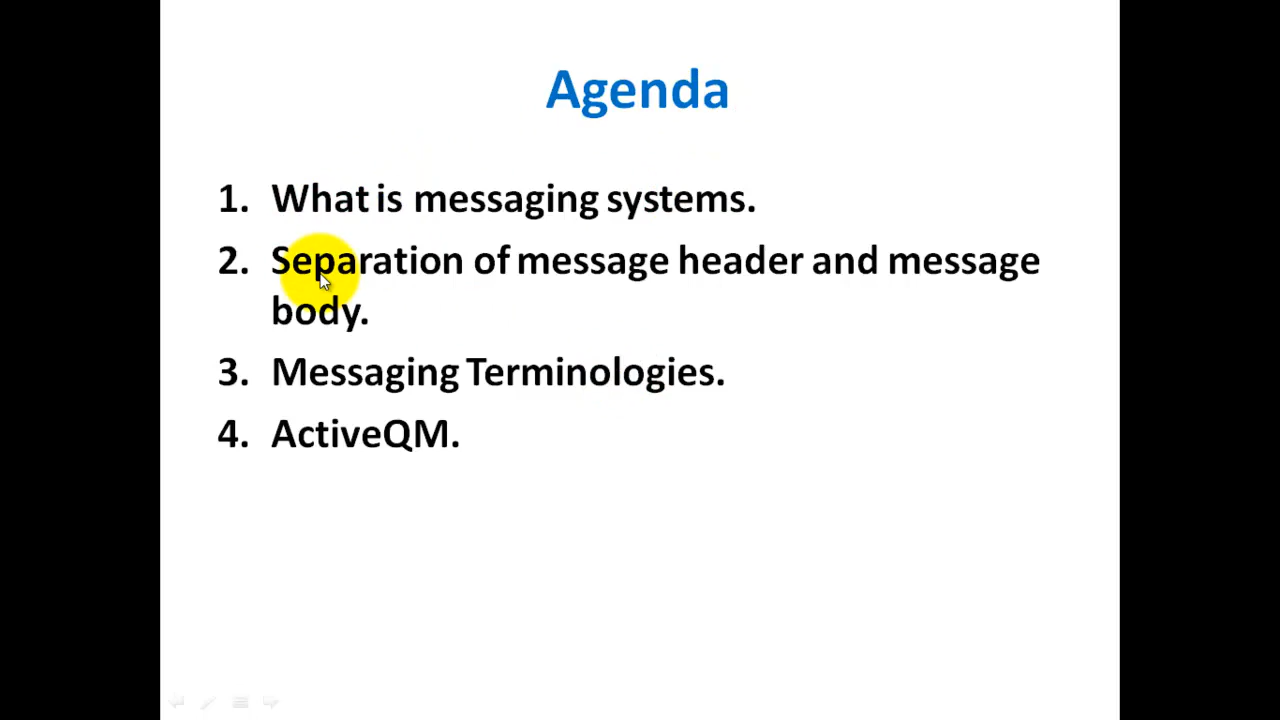 Agenda
1. What is messaging systems.
2. Separation of message header and message
body.
3. Messaging Terminologies.
4. ActiveQM.